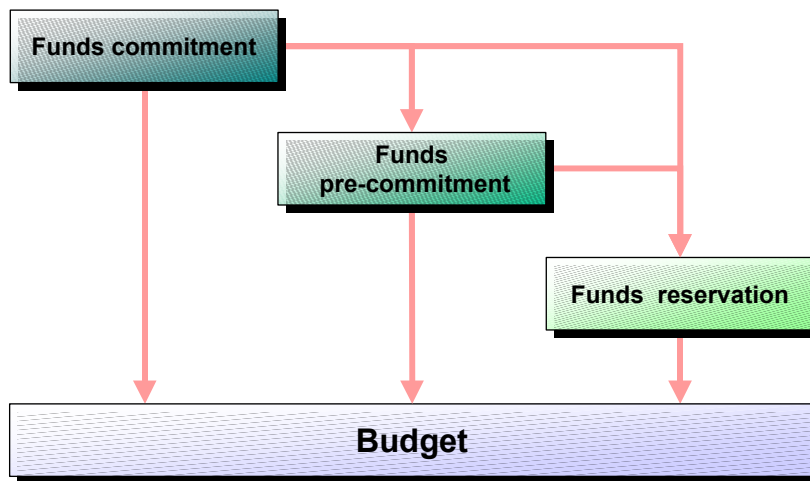 Funds commitment
Funds
pre-commitment
Funds reservation
Budget